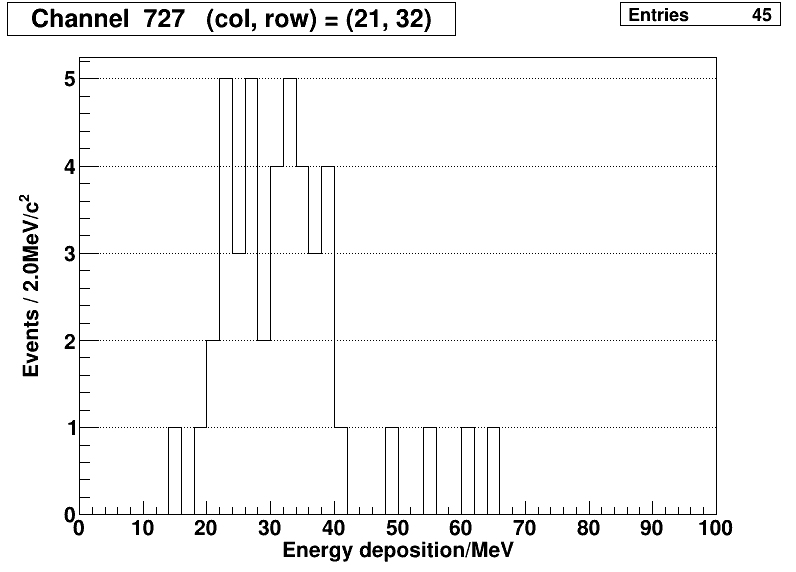 Channel 727 (col, row) = (21, 32)
Entries 45
Events / 2.0MeV/c²
5
4
3
2
1
0
0 10 20 30 40 50 60 70 80 90 100
Energy deposition/MeV